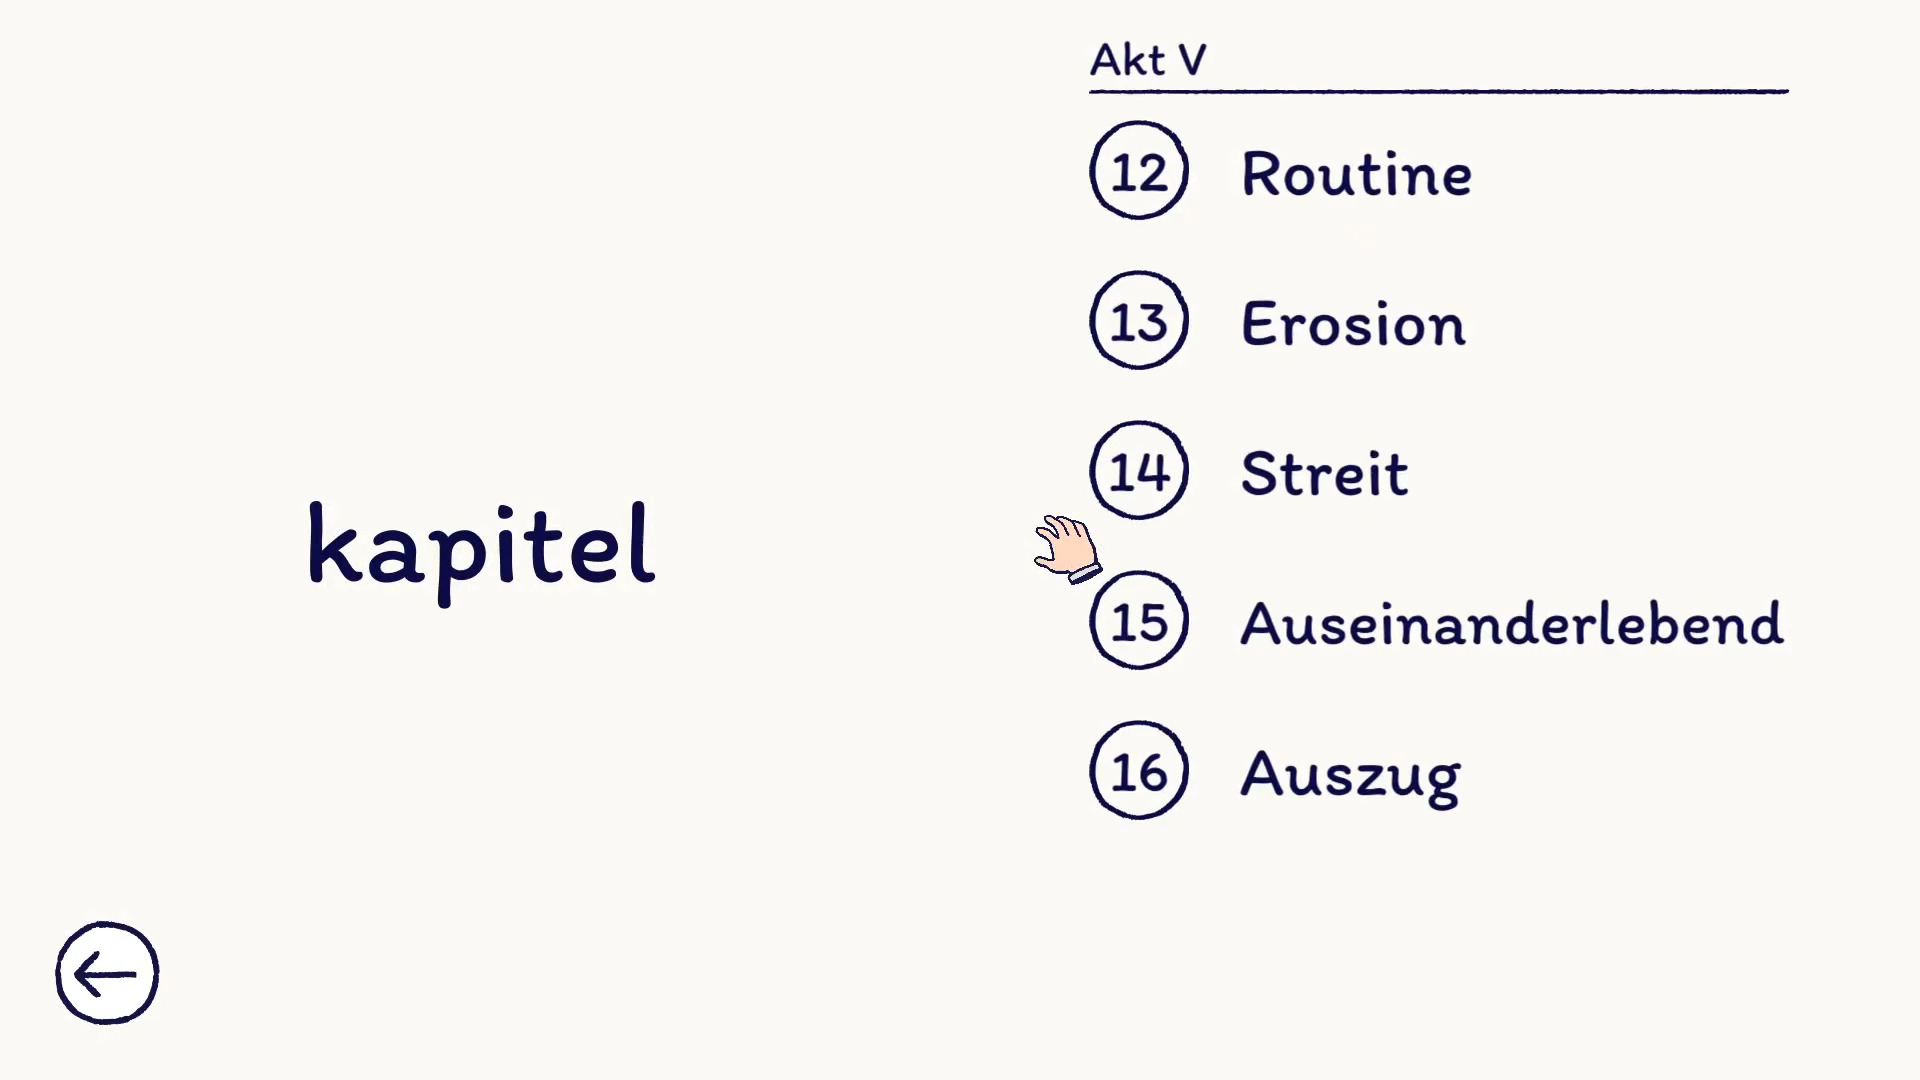 kapitel
Akt V
12 Routine
13 Erosion
14 Streit
15 Auseinanderlebend
16 Auszug